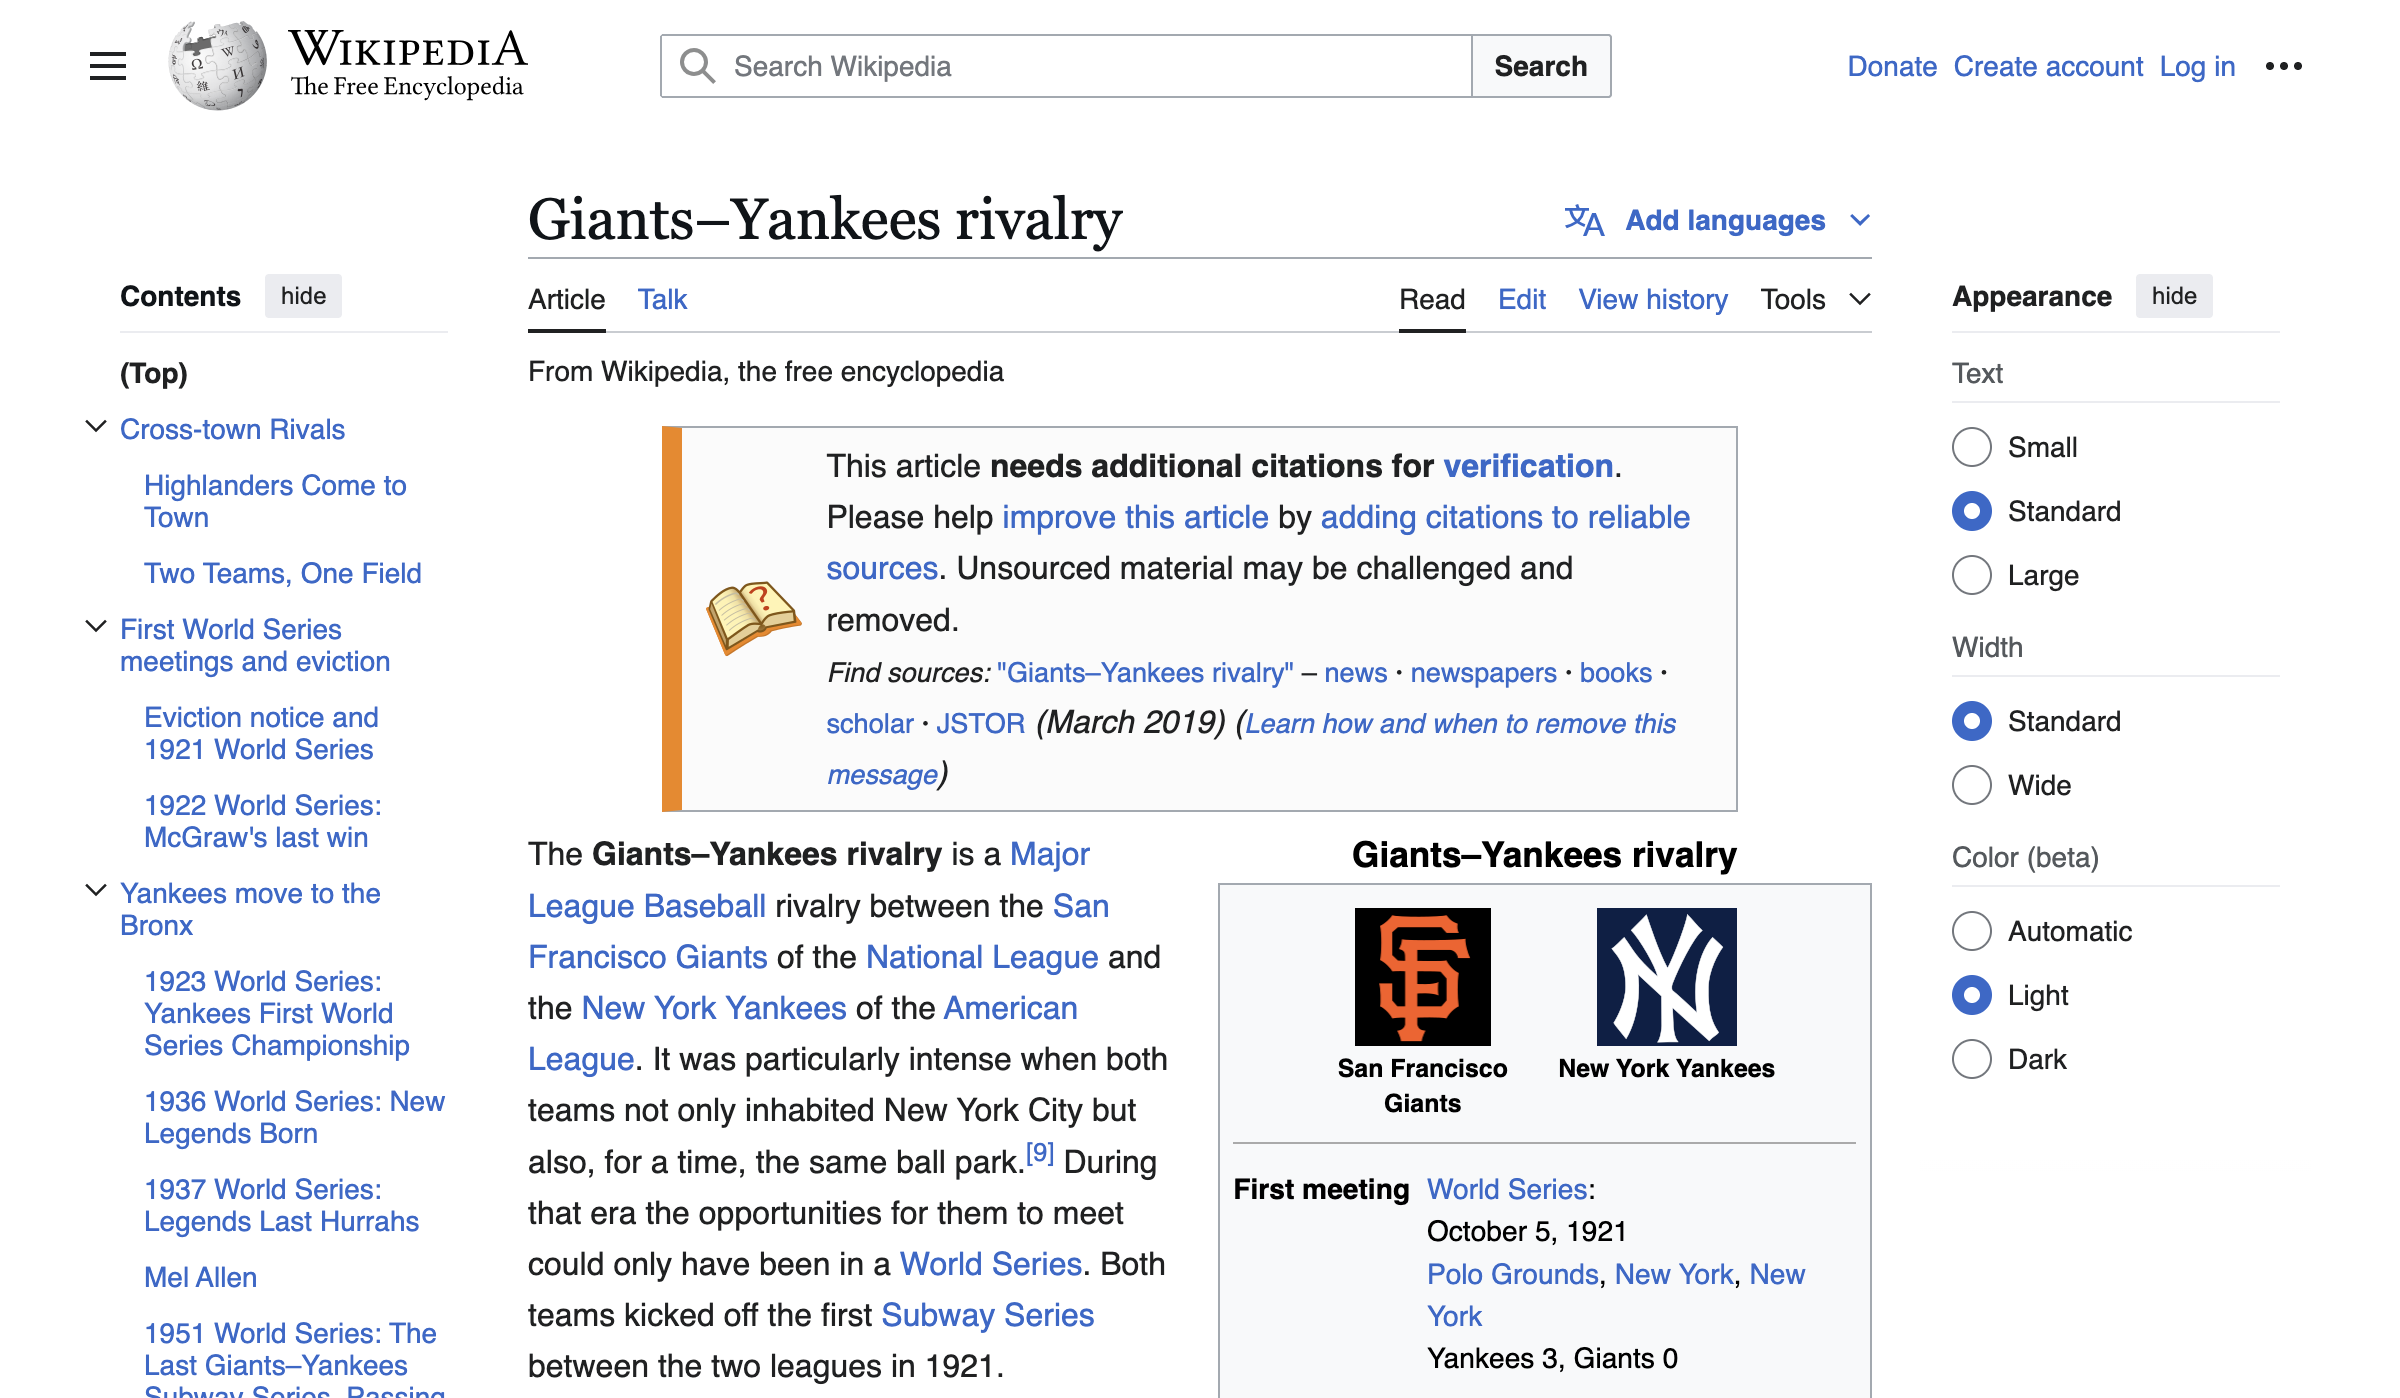 WIKIPEDIA
The Free Encyclopedia
Search Wikipedia
Search
Donate Create account Log in
Contents hide
(Top)
Cross-town Rivals
Highlanders Come to
Town
Two Teams, One Field
First World Series
meetings and eviction
Eviction notice and
1921 World Series
1922 World Series:
McGraw's last win
Yankees move to the
Bronx
1923 World Series:
Yankees First World
Series Championship
1936 World Series: New
Legends Born
1937 World Series:
Legends Last Hurrahs
Mel Allen
1951 World Series: The
Last Giants–Yankees
Subway Series, Passing
Giants–Yankees rivalry
Add languages
Article Talk
Read Edit View history Tools
From Wikipedia, the free encyclopedia
This article needs additional citations for verification.
Please help improve this article by adding citations to reliable
sources. Unsourced material may be challenged and
removed.
Find sources: "Giants–Yankees rivalry" – news · newspapers · books ·
scholar · JSTOR (March 2019) (Learn how and when to remove this
message)
The Giants–Yankees rivalry is a Major
League Baseball rivalry between the San
Francisco Giants of the National League and
the New York Yankees of the American
League. It was particularly intense when both
teams not only inhabited New York City but
also, for a time, the same ball park.[9] During
that era the opportunities for them to meet
could only have been in a World Series. Both
teams kicked off the first Subway Series
between the two leagues in 1921.
Giants–Yankees rivalry
SF
NY
San Francisco
Giants
New York Yankees
First meeting World Series:
October 5, 1921
Polo Grounds, New York, New
York
Yankees 3, Giants 0
Appearance hide
Text
Small
Standard
Large
Width
Standard
Wide
Color (beta)
Automatic
Light
Dark